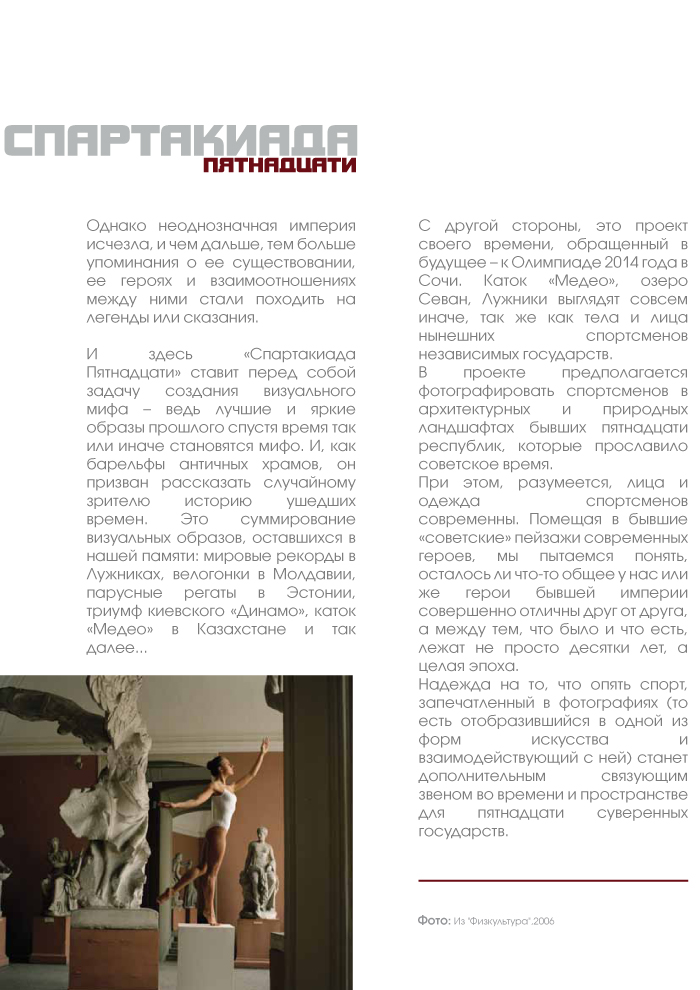 СПАРТАКИАДА
ПЯТНАДЦАТИ
Однако неоднозначная империя
исчезла, и чем дальше, тем больше
упоминания о ее существовании,
ее героях и взаимоотношениях
между ними стали походить на
легенды или сказания.
И здесь «Спартакиада
Пятнадцати» ставит перед собой
задачу создания визуального
мифа – ведь лучшие и яркие
образы прошлого спустя время так
или иначе становятся мифо. И, как
барельфы античных храмов, он
призван рассказать случайному
зрителю историю ушедших
времен. Это суммирование
визуальных образов, оставшихся в
нашей памяти: мировые рекорды в
Лужниках, велогонки в Молдавии,
парусные регаты в Эстонии,
триумф киевского «Динамо», каток
«Медео» в Казахстане и так
далее...
С другой стороны, это проект
своего времени, обращенный в
будущее – к Олимпиаде 2014 года в
Сочи. Каток «Медео», озеро
Севан, Лужники выглядят совсем
иначе, так же как тела и лица
нынешних спортсменов
независимых государств.
В проекте предполагается
фотографировать спортсменов в
архитектурных и природных
ландшафтах бывших пятнадцати
республик, которые прославило
советское время.
При этом, разумеется, лица и
одежда спортсменов
современны. Помещая в бывшие
«советские» пейзажи современных
героев, мы пытаемся понять,
осталось ли что-то общее у нас или
же герои бывшей империи
совершенно отличны друг от друга,
а между тем, что было и что есть,
лежат не просто десятки лет, а
целая эпоха.
Надежда на то, что опять спорт,
запечатленный в фотографиях (то
есть отобразившийся в одной из
форм искусства и
взаимодействующий с ней) станет
дополнительным связующим
звеном во времени и пространстве
для пятнадцати суверенных
государств.
Фото: Из "Физкультура".2006